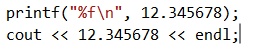 printf("%f\n", 12.345678);
cout << 12.345678 << endl;